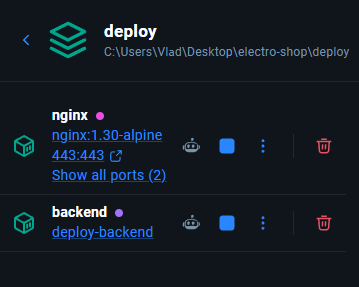 deploy
C:\Users\Vlad\Desktop\electro-shop\deploy
nginx
nginx:1.30-alpine
443:443
Show all ports (2)
backend
deploy-backend